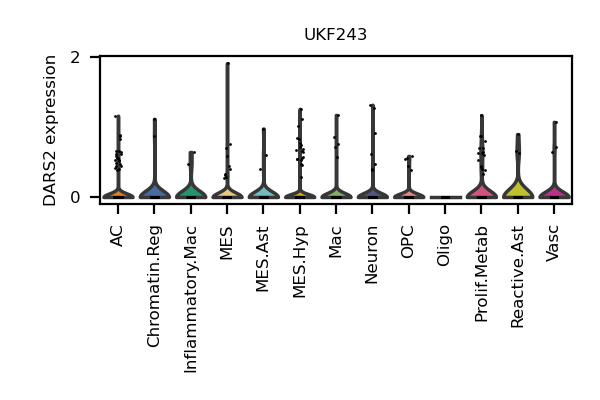 UKF243
DARS2 expression
2
0
AC
Chromatin.Reg
Inflammatory.Mac
MES
MES.Ast
MES.Hyp
Mac
Neuron
OPC
Oligo
Prolif.Metab
Reactive.Ast
Vasc